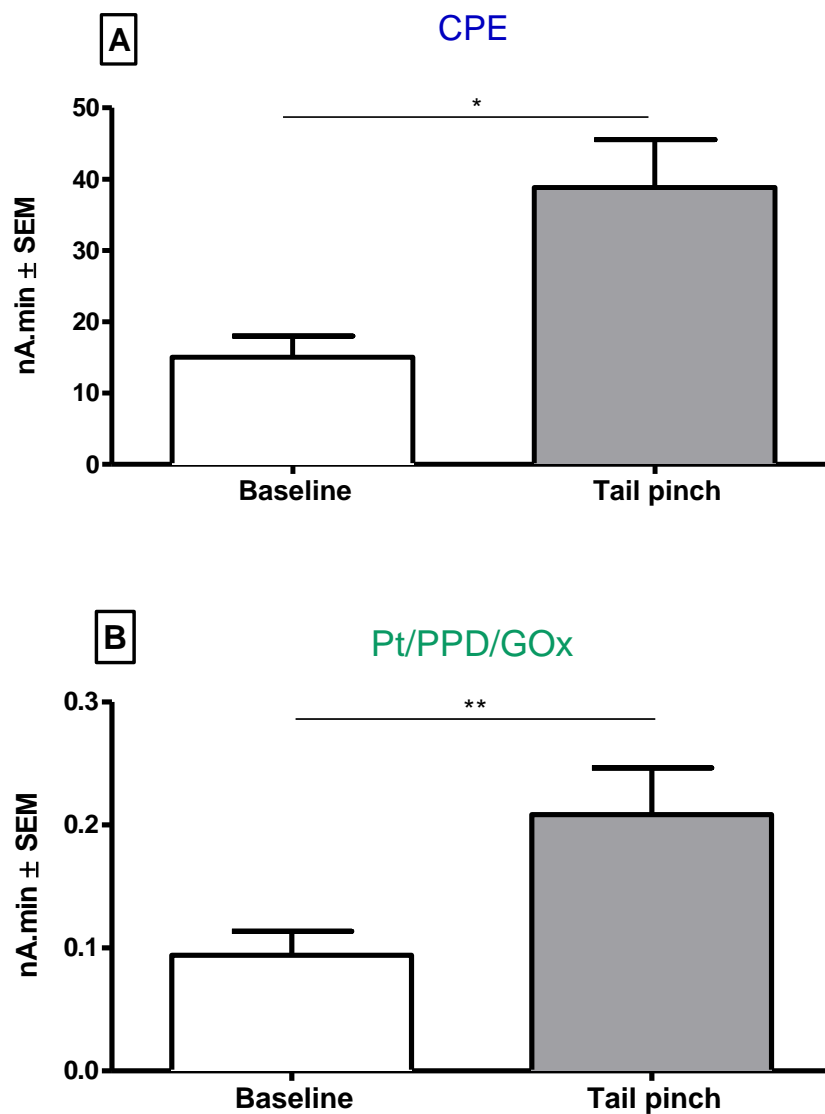 A
CPE
*
50
40
30
20
10
0
nA.min ± SEM
Baseline Tail pinch
B
Pt/PPD/GOx
**
0.3
0.2
0.1
0.0
nA.min ± SEM
Baseline Tail pinch